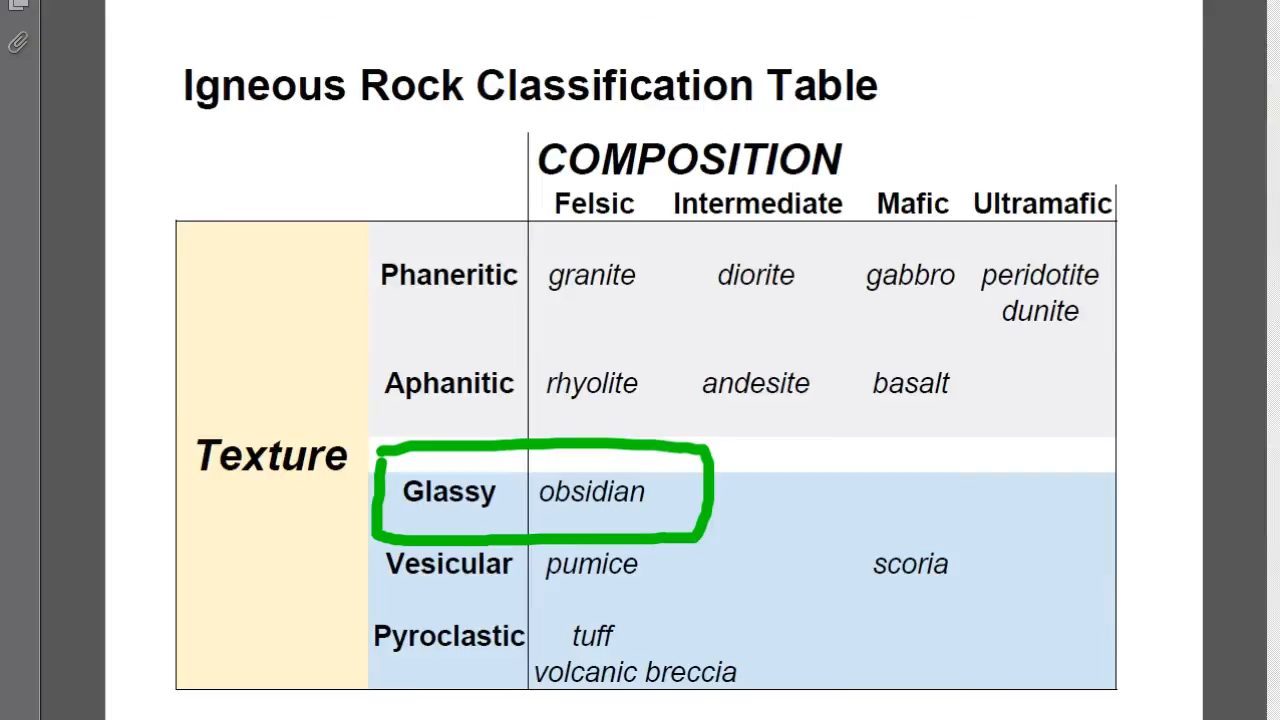 Igneous Rock Classification Table
COMPOSITION
Felsic Intermediate Mafic Ultramafic
Phaneritic granite diorite gabbro peridotite
dunite
Aphanitic rhyolite andesite basalt
Texture
Glassy obsidian
Vesicular pumice scoria
Pyroclastic tuff
volcanic breccia